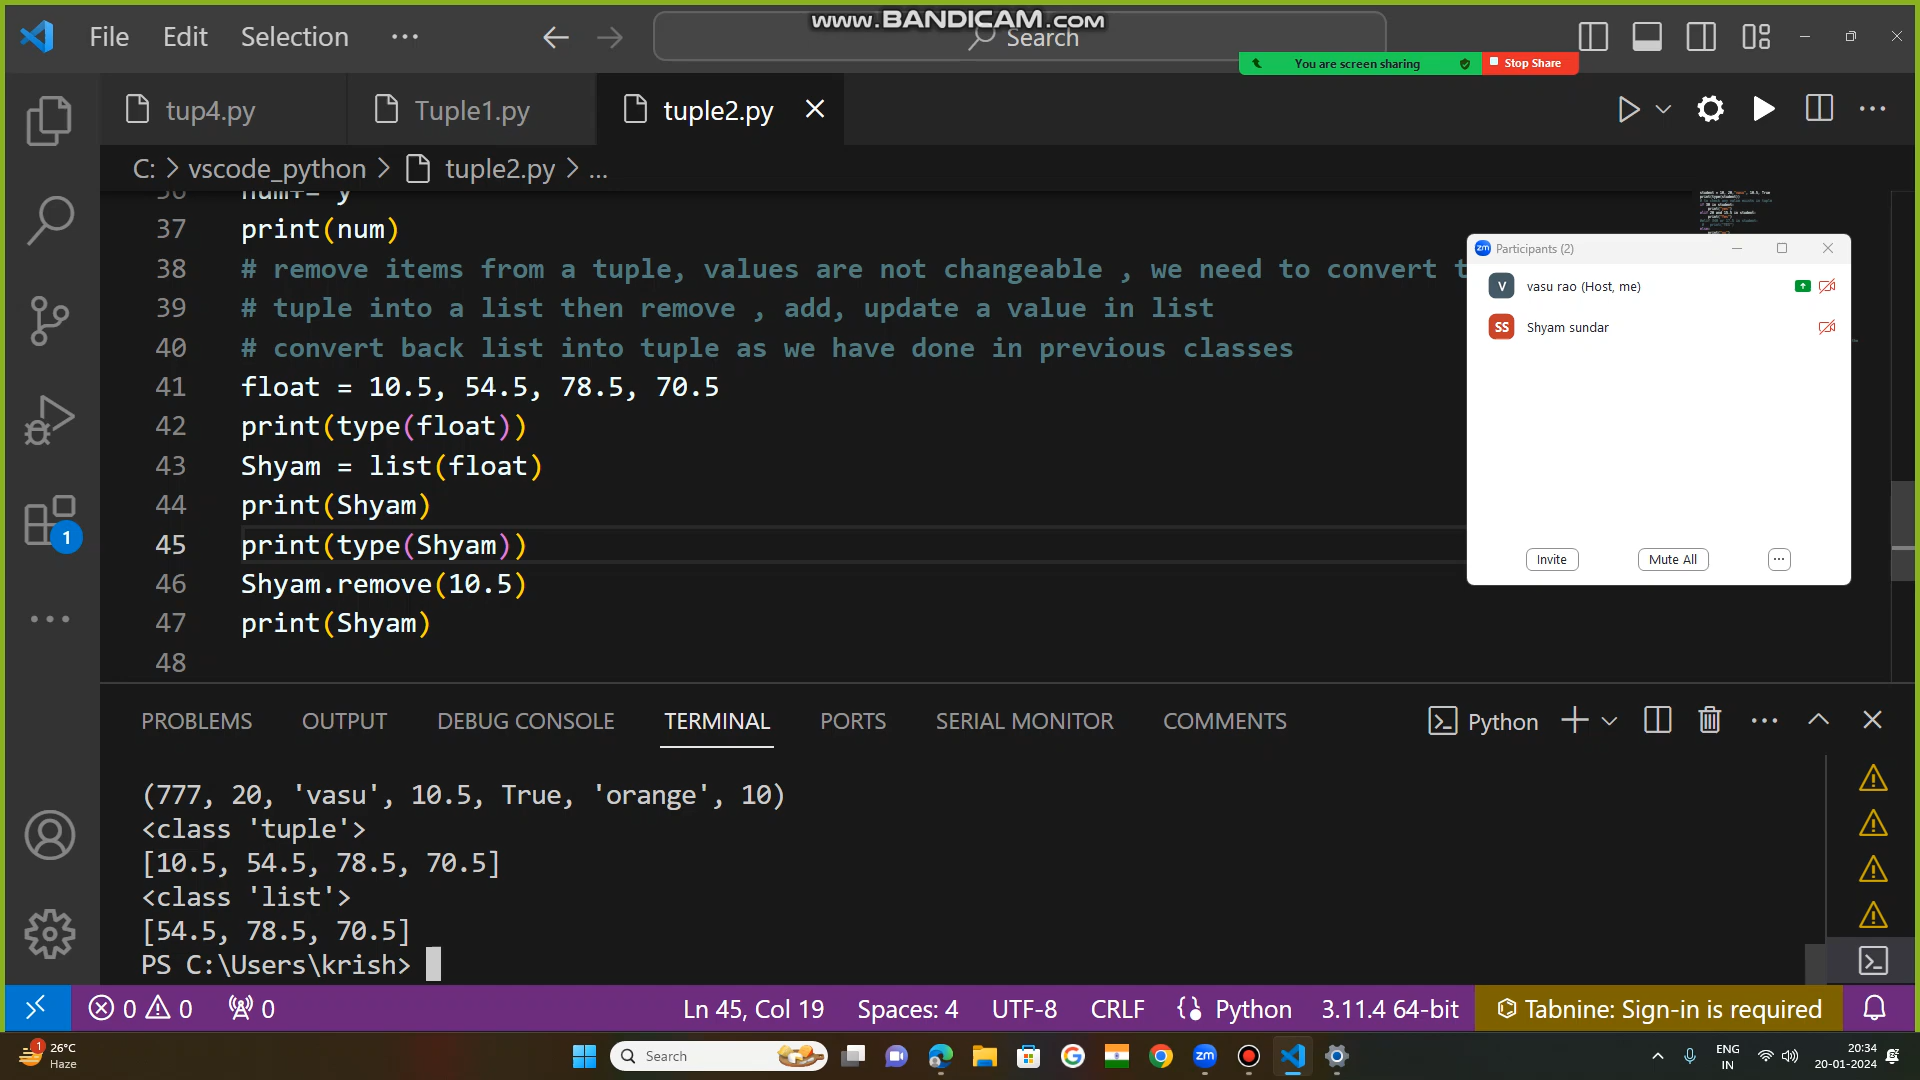 www.BANDICAM.com
File Edit Selection ... Search
You are screen sharing Stop Share
tup4.py Tuple1.py tuple2.py
C: > vscode_python > tuple2.py > ...
36 num+= y
37 print(num)
38 # remove items from a tuple, values are not changeable , we need to convert
39 # tuple into a list then remove , add, update a value in list
40 # convert back list into tuple as we have done in previous classes
41 float = 10.5, 54.5, 78.5, 70.5
42 print(type(float))
43 Shyam = list(float)
44 print(Shyam)
45 print(type(Shyam))
46 Shyam.remove(10.5)
47 print(Shyam)
48
zm Participants (2)
V vasu rao (Host, me)
SS Shyam sundar
Invite Mute All ...
1
PROBLEMS OUTPUT DEBUG CONSOLE TERMINAL PORTS SERIAL MONITOR COMMENTS Python
(777, 20, 'vasu', 10.5, True, 'orange', 10)
<class 'tuple'>
[10.5, 54.5, 78.5, 70.5]
<class 'list'>
[54.5, 78.5, 70.5]
PS C:\Users\krish>
0 0 0 Ln 45, Col 19 Spaces: 4 UTF-8 CRLF Python 3.11.4 64-bit Tabnine: Sign-in is required
1 26°C
Haze
Search
zm
ENG
IN
20:34
20-01-2024